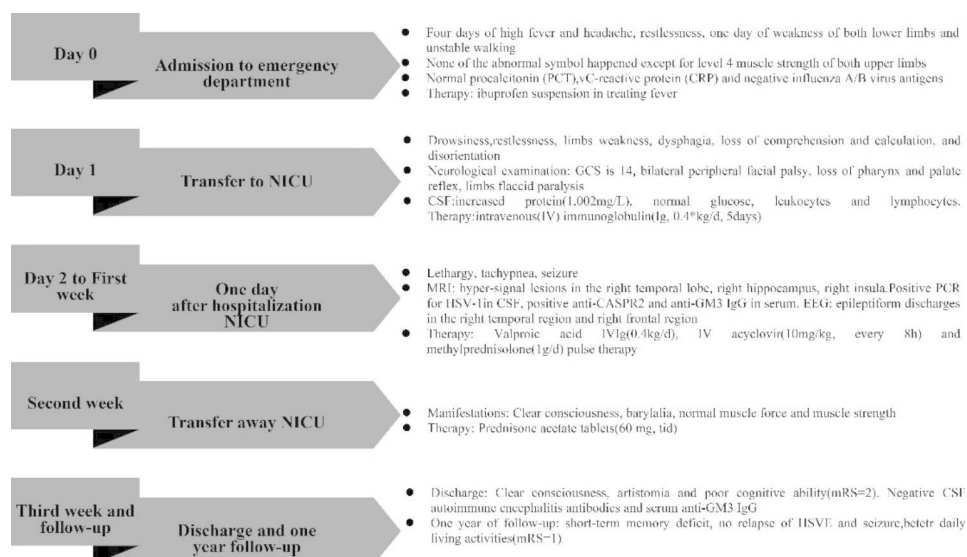 Day 0
Admission to emergency
department
Four days of high fever and headache, restlessness, one day of weakness of both lower limbs and
unstable walking
None of the abnormal symbol happened except for level 4 muscle strength of both upper limbs
Normal procalcitonin (PCT),vC-reactive protein (CRP) and negative influenza A/B virus antigens
Therapy: ibuprofen suspension in treating fever
Day 1
Transfer to NICU
Drowsiness,restlessness, limbs weakness, dysphagia, loss of comprehension and calculation, and
disorientation
Neurological examination: GCS is 14, bilateral peripheral facial palsy, loss of pharynx and palate
reflex, limbs flaccid paralysis
CSF:increased protein(1.002mg/L), normal glucose, leukocytes and lymphocytes.
Therapy:intravenous(IV) immunoglobulin(Ig, 0.4*kg/d, 5days)
Day 2 to First
week
One day
after hospitalization
NICU
Lethargy, tachypnea, seizure
MRI: hyper-signal lesions in the right temporal lobe, right hippocampus, right insula.Positive PCR
for HSV-1in CSF, positive anti-CASPR2 and anti-GM3 IgG in serum. EEG: epileptiform discharges
in the right temporal region and right frontal region
Therapy: Valproic acid IVIg(0.4kg/d), IV acyclovir(10mg/kg, every 8h) and
methylprednisolone(1g/d) pulse therapy
Second week
Transfer away NICU
Manifestations: Clear consciousness, barylalia, normal muscle force and muscle strength
Therapy: Prednisone acetate tablets(60 mg, tid)
Third week and
follow-up
Discharge and one
year follow-up
Discharge: Clear consciousness, artistomia and poor cognitive ability(mRS=2). Negative CSF
autoimmune encephalitis antibodies and serum anti-GM3 IgG
One year of follow-up: short-term memory deficit, no relapse of HSVE and seizure,betetr daily
living activities(mRS=1)